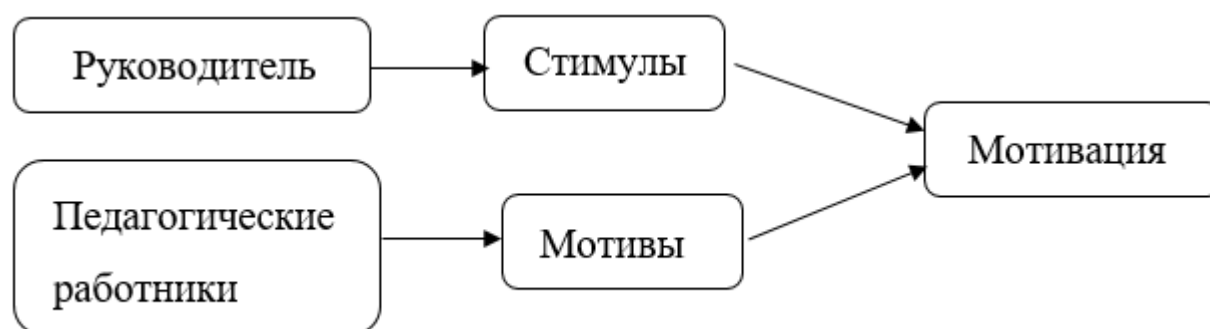 Руководитель
Стимулы
Мотивация
Педагогические
работники
Мотивы